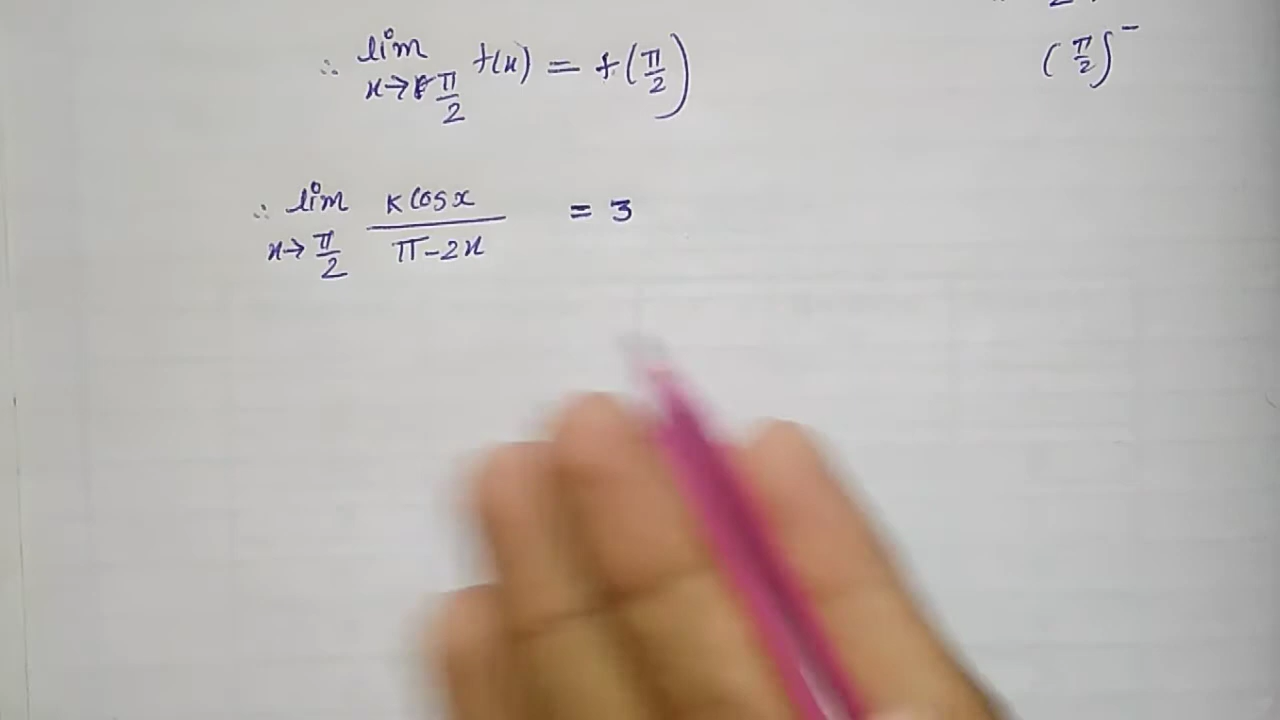 ∴ lim x→π/2 f(x) = f(π/2)
(π/2)⁻
∴ lim x→π/2 K Cos x / π-2x = 3